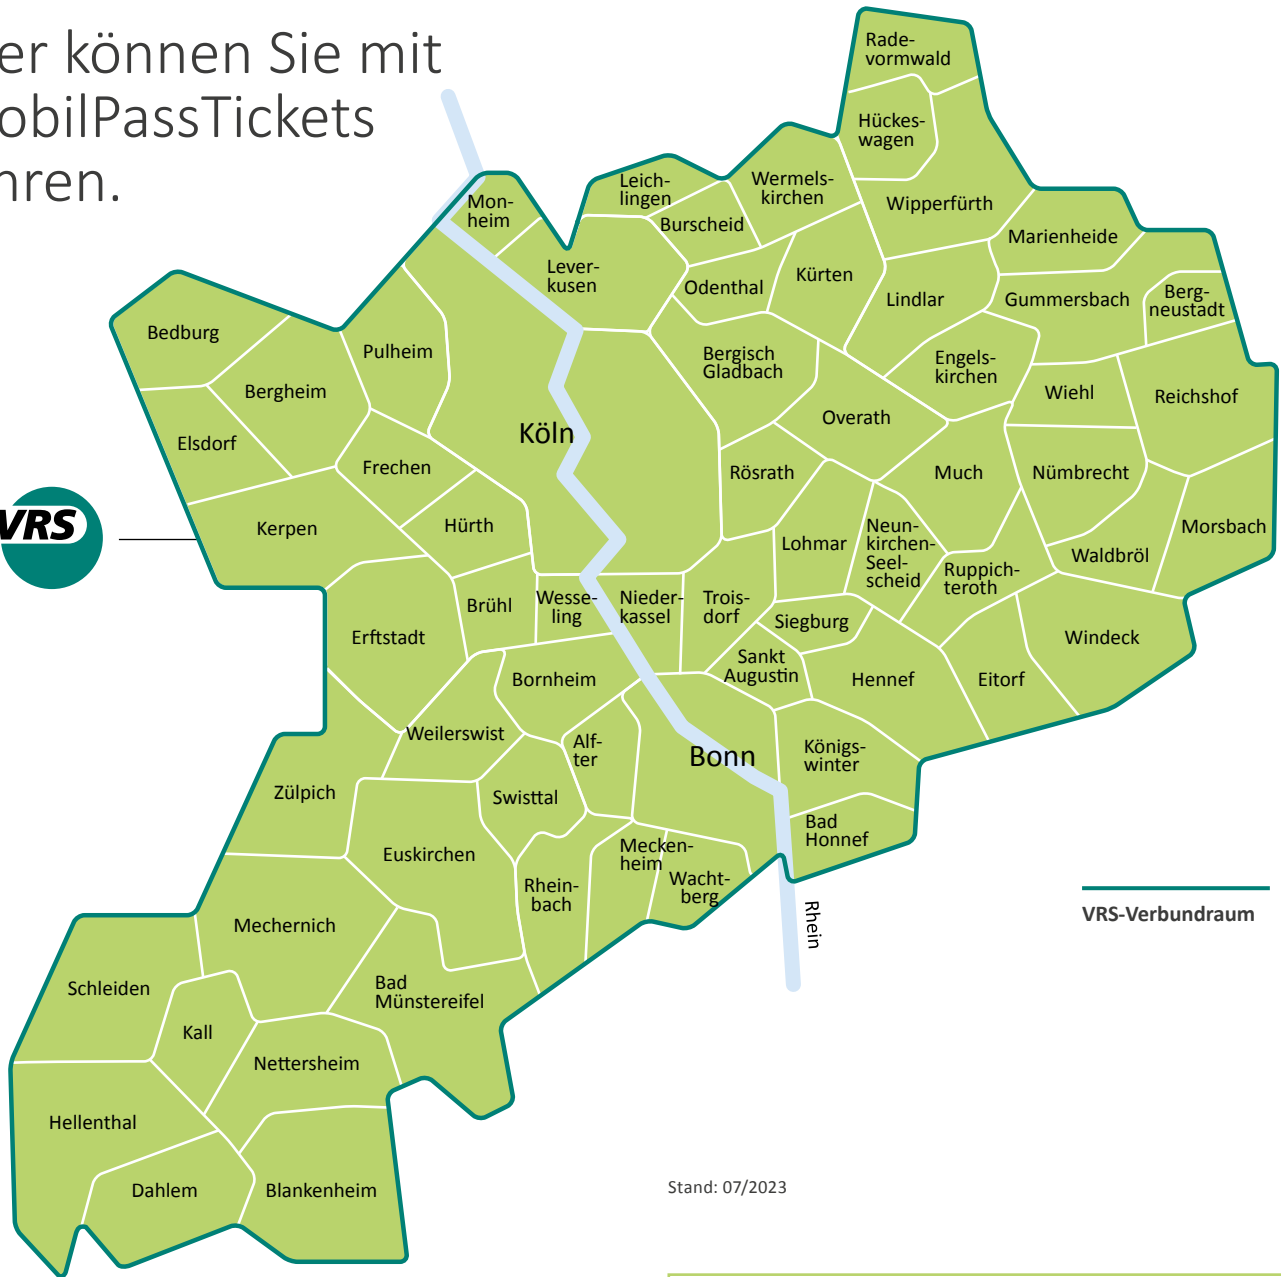 er können Sie mit
obilPassTickets
hren.
Rade-
vormwald
Hückes-
wagen
Wermels-
kirchen
Leich-
lingen
Wipperfürth
Mon-
heim
Burscheid
Marienheide
Lever-
kusen
Odenthal
Kürten
Lindlar
Gummersbach
Berg-
neustadt
Bedburg
Pulheim
Bergisch
Gladbach
Engels-
kirchen
Bergheim
Wiehl
Reichshof
Overath
Köln
Elsdorf
Frechen
Rösrath
Much
Nümbrecht
VRS
Kerpen
Hürth
Lohmar
Neun-
kirchen-
Seel-
scheid
Morsbach
Waldbröl
Ruppich-
teroth
Brühl
Wesse-
ling
Nieder-
kassel
Trois-
dorf
Siegburg
Erftstadt
Windeck
Sankt
Augustin
Bornheim
Hennef
Eitorf
Weilerswist
Alf-
ter
Bonn
Königs-
winter
Zülpich
Swisttal
Bad
Honnef
Euskirchen
Mecken-
heim
Rhein-
bach
Wacht-
berg
Rhein
VRS-Verbundraum
Mechernich
Schleiden
Bad
Münstereifel
Kall
Nettersheim
Hellenthal
Dahlem
Blankenheim
Stand: 07/2023